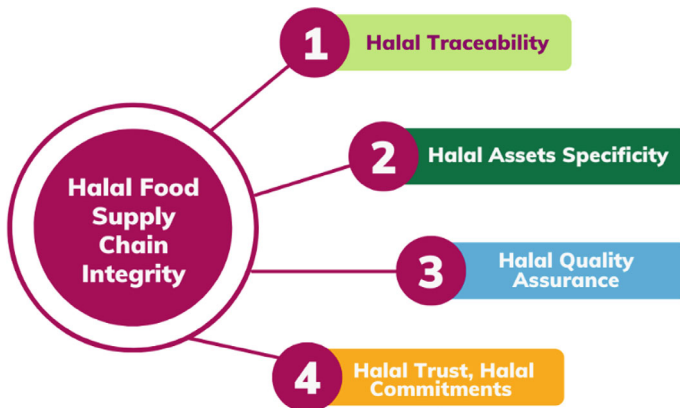 Halal Food
Supply
Chain
Integrity
1
Halal Traceability
2
Halal Assets Specificity
3
Halal Quality
Assurance
4
Halal Trust, Halal
Commitments